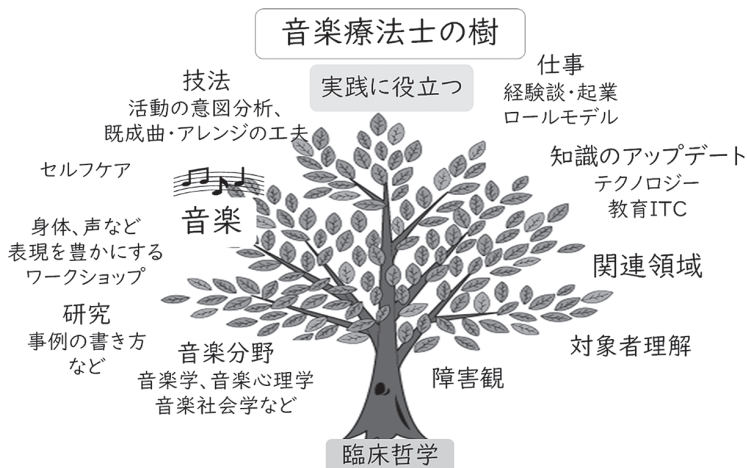 音楽療法士の樹
実践に役立つ
技法
活動の意図分析、
既成曲・アレンジの工夫
仕事
経験談・起業
ロールモデル
セルフケア
音楽
知識のアップデート
テクノロジー
教育ITC
身体、声など
表現を豊かにする
ワークショップ
関連領域
研究
事例の書き方
など
対象者理解
音楽分野
音楽学、音楽心理学
音楽社会学など
障害観
臨床哲学